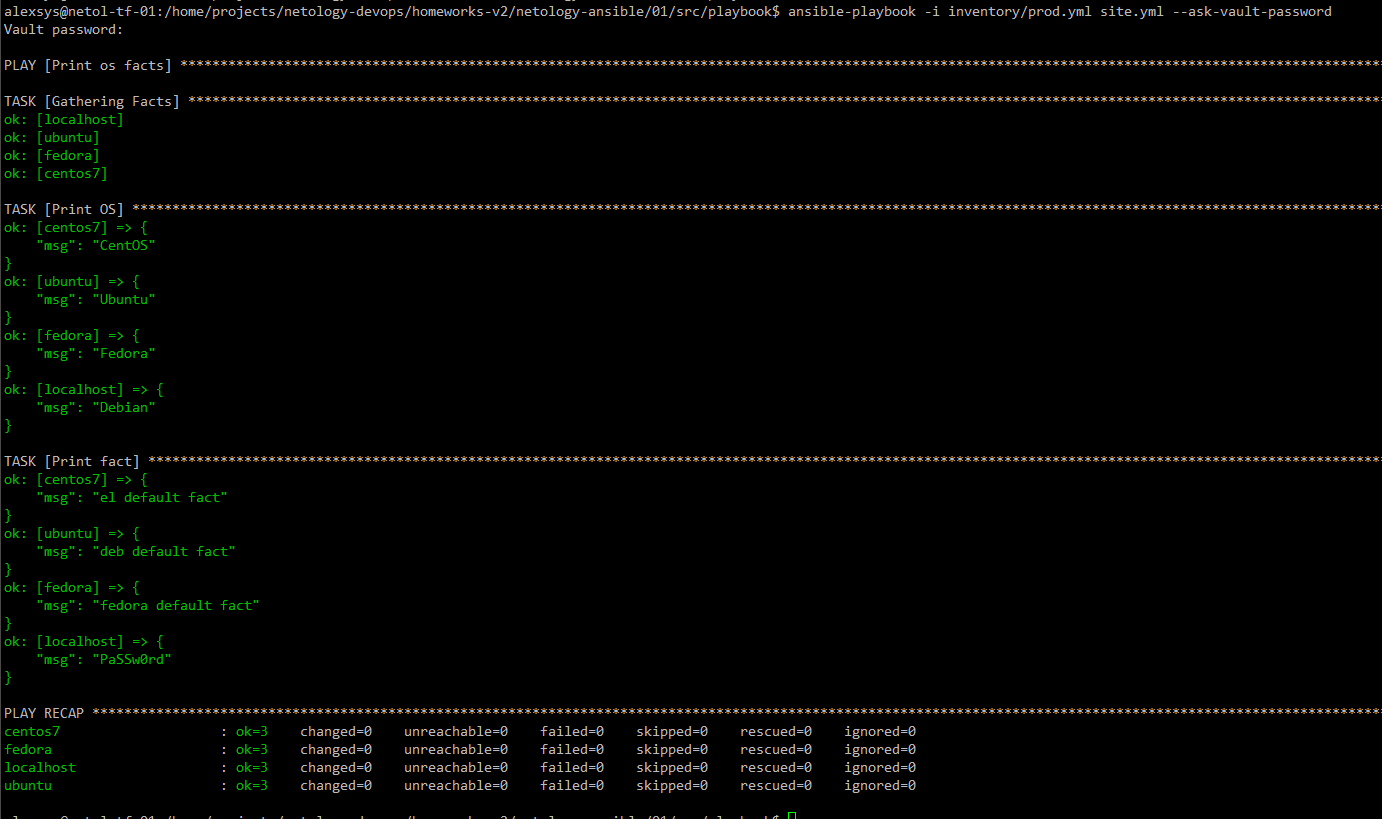 alexsys@netol-tf-01:/home/projects/netology-devops/homeworks-v2/netology-ansible/01/src/playbook$ ansible-playbook -i inventory/prod.yml site.yml --ask-vault-password
Vault password:
PLAY [Print os facts] ******************************************************************************************************************************************************
TASK [Gathering Facts] *****************************************************************************************************************************************************
ok: [localhost]
ok: [ubuntu]
ok: [fedora]
ok: [centos7]
TASK [Print OS] ************************************************************************************************************************************************************
ok: [centos7] => {
    "msg": "CentOS"
}
ok: [ubuntu] => {
    "msg": "Ubuntu"
}
ok: [fedora] => {
    "msg": "Fedora"
}
ok: [localhost] => {
    "msg": "Debian"
}
TASK [Print fact] **********************************************************************************************************************************************************
ok: [centos7] => {
    "msg": "el default fact"
}
ok: [ubuntu] => {
    "msg": "deb default fact"
}
ok: [fedora] => {
    "msg": "fedora default fact"
}
ok: [localhost] => {
    "msg": "PaSSw0rd"
}
PLAY RECAP *****************************************************************************************************************************************************************
centos7                    : ok=3    changed=0    unreachable=0    failed=0    skipped=0    rescued=0    ignored=0
fedora                     : ok=3    changed=0    unreachable=0    failed=0    skipped=0    rescued=0    ignored=0
localhost                  : ok=3    changed=0    unreachable=0    failed=0    skipped=0    rescued=0    ignored=0
ubuntu                     : ok=3    changed=0    unreachable=0    failed=0    skipped=0    rescued=0    ignored=0